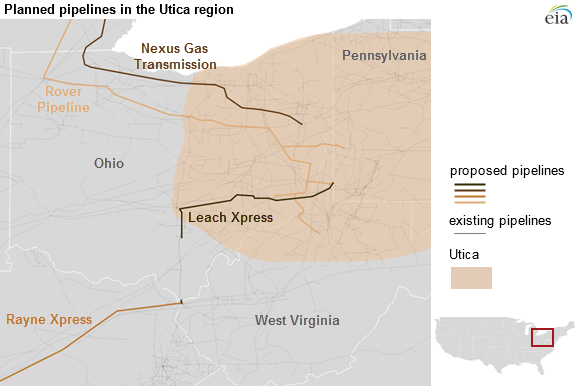 Planned pipelines in the Utica region
eia
Nexus Gas
Transmission
Pennsylvania
Rover
Pipeline
Ohio
Leach Xpress
Rayne Xpress
West Virginia
proposed pipelines
existing pipelines
Utica